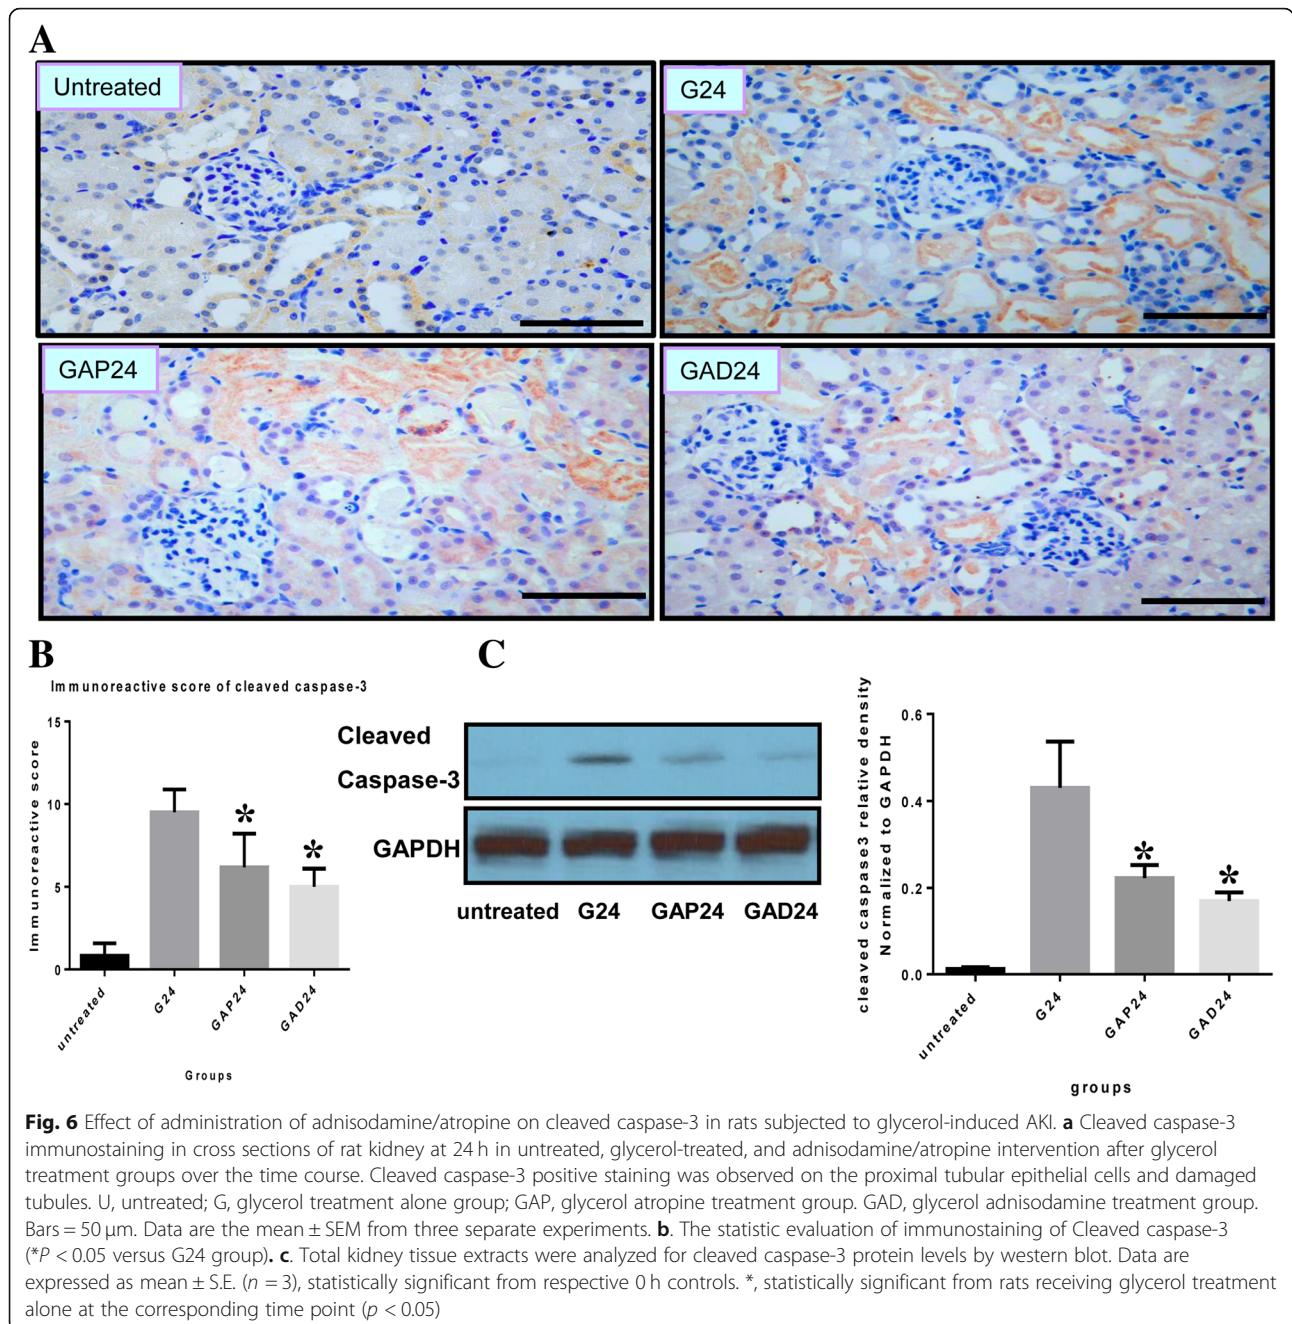 A
Untreated
G24
GAP24
GAD24
B
Immunoreactive score of cleaved caspase-3
Immunoreactive score
15
10
5
0
*
*
untreated
G24
GAP24
GAD24
Groups
C
Cleaved
Caspase-3
GAPDH
untreated G24 GAP24 GAD24
cleaved caspase3 relative density
Normalized to GAPDH
0.6
0.4
0.2
0.0
*
*
untreated
G24
GAP24
GAD24
groups
Fig. 6 Effect of administration of adnisodamine/atropine on cleaved caspase-3 in rats subjected to glycerol-induced AKI. a Cleaved caspase-3
immunostaining in cross sections of rat kidney at 24 h in untreated, glycerol-treated, and adnisodamine/atropine intervention after glycerol
treatment groups over the time course. Cleaved caspase-3 positive staining was observed on the proximal tubular epithelial cells and damaged
tubules. U, untreated; G, glycerol treatment alone group; GAP, glycerol atropine treatment group. GAD, glycerol adnisodamine treatment group.
Bars = 50 μm. Data are the mean ± SEM from three separate experiments. b. The statistic evaluation of immunostaining of Cleaved caspase-3
(*P < 0.05 versus G24 group). c. Total kidney tissue extracts were analyzed for cleaved caspase-3 protein levels by western blot. Data are
expressed as mean ± S.E. (n = 3), statistically significant from respective 0 h controls. *, statistically significant from rats receiving glycerol treatment
alone at the corresponding time point (p < 0.05)